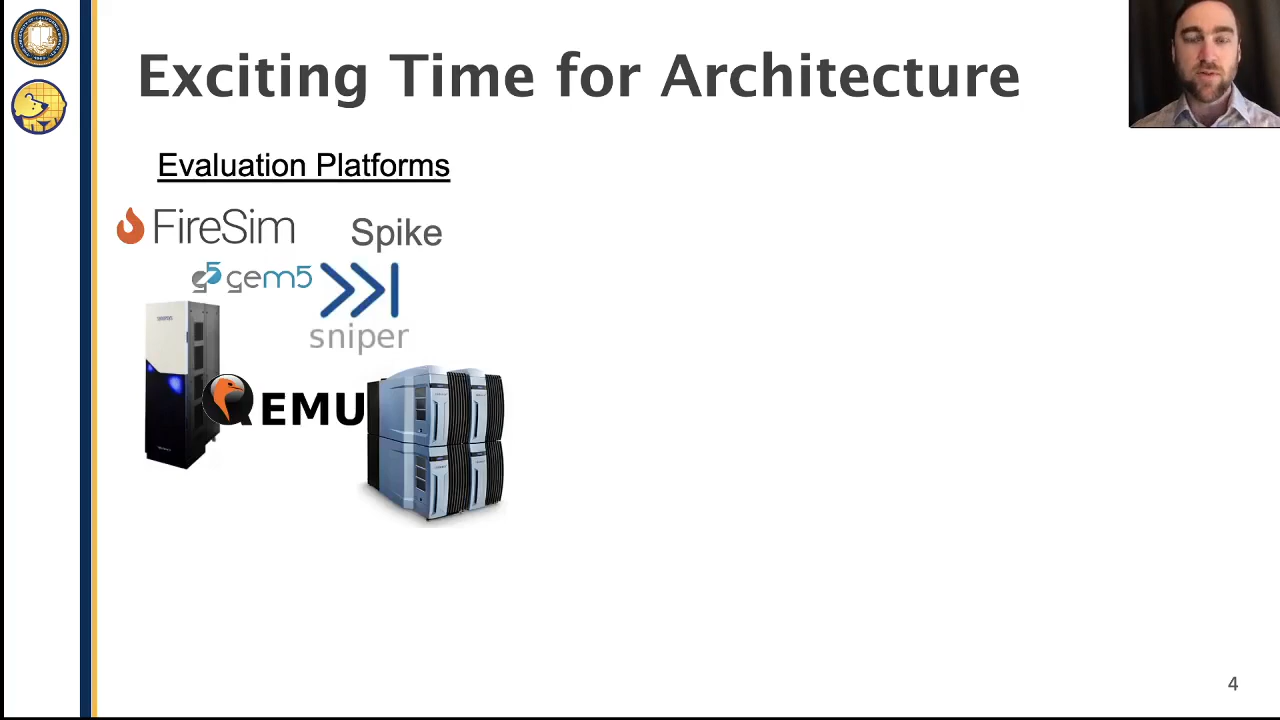 Exciting Time for Architecture
Evaluation Platforms
FireSim
Spike
gem5
sniper
QEMU
4